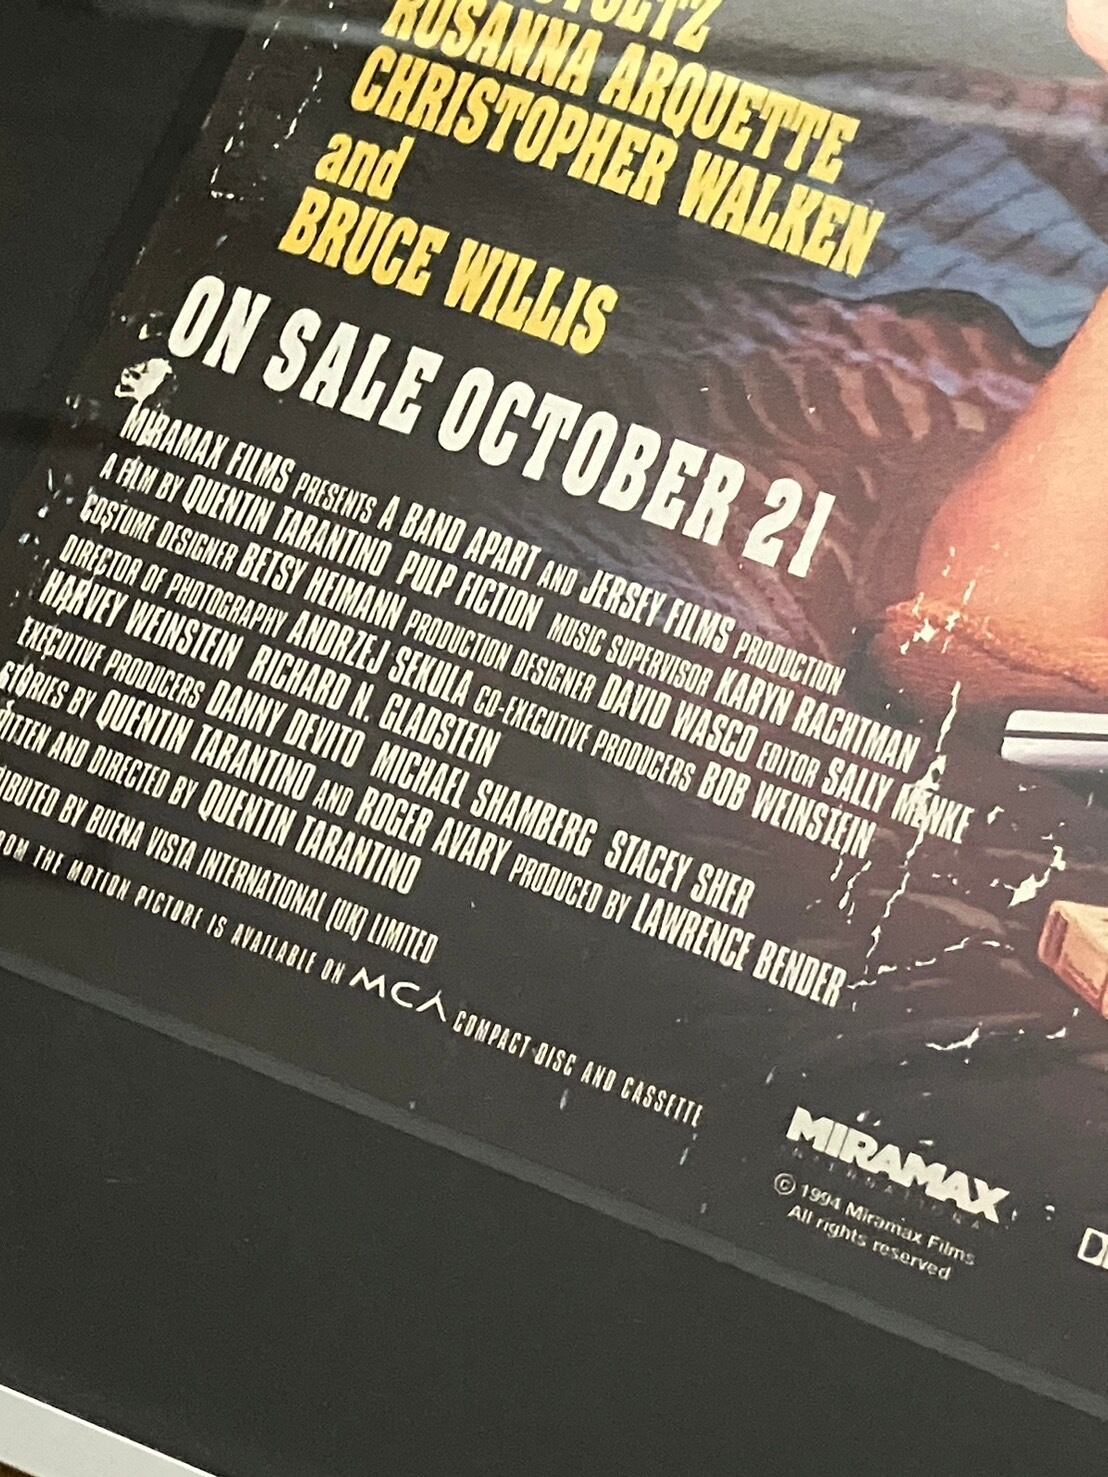 ROSANNA ARQUETTE
CHRISTOPHER WALKEN
and
BRUCE WILLIS
ON SALE OCTOBER 21
MIRAMAX FILMS PRESENTS A BAND APART AND JERSEY FILMS PRODUCTION
A FILM BY QUENTIN TARANTINO PULP FICTION MUSIC SUPERVISOR KARYN RACHTMAN
COSTUME DESIGNER BETSY HEIMANN PRODUCTION DESIGNER DAVID WASCO EDITOR SALLY MENKE
DIRECTOR OF PHOTOGRAPHY ANDRZEJ SEKULA CO-EXECUTIVE PRODUCERS BOB WEINSTEIN
HARVEY WEINSTEIN RICHARD N. GLADSTEIN
EXECUTIVE PRODUCERS DANNY DEVITO MICHAEL SHAMBERG STACEY SHER
STORIES BY QUENTIN TARANTINO AND ROGER AVARY PRODUCED BY LAWRENCE BENDER
AND DIRECTED BY QUENTIN TARANTINO
BY BUENA VISTA INTERNATIONAL (UK) LIMITED
THE MOTION PICTURE IS AVAILABLE ON MCA COMPACT DISC AND CASSETTE
MIRAMAX
INTERNATIONAL
© 1994 Miramax Films
All rights reserved